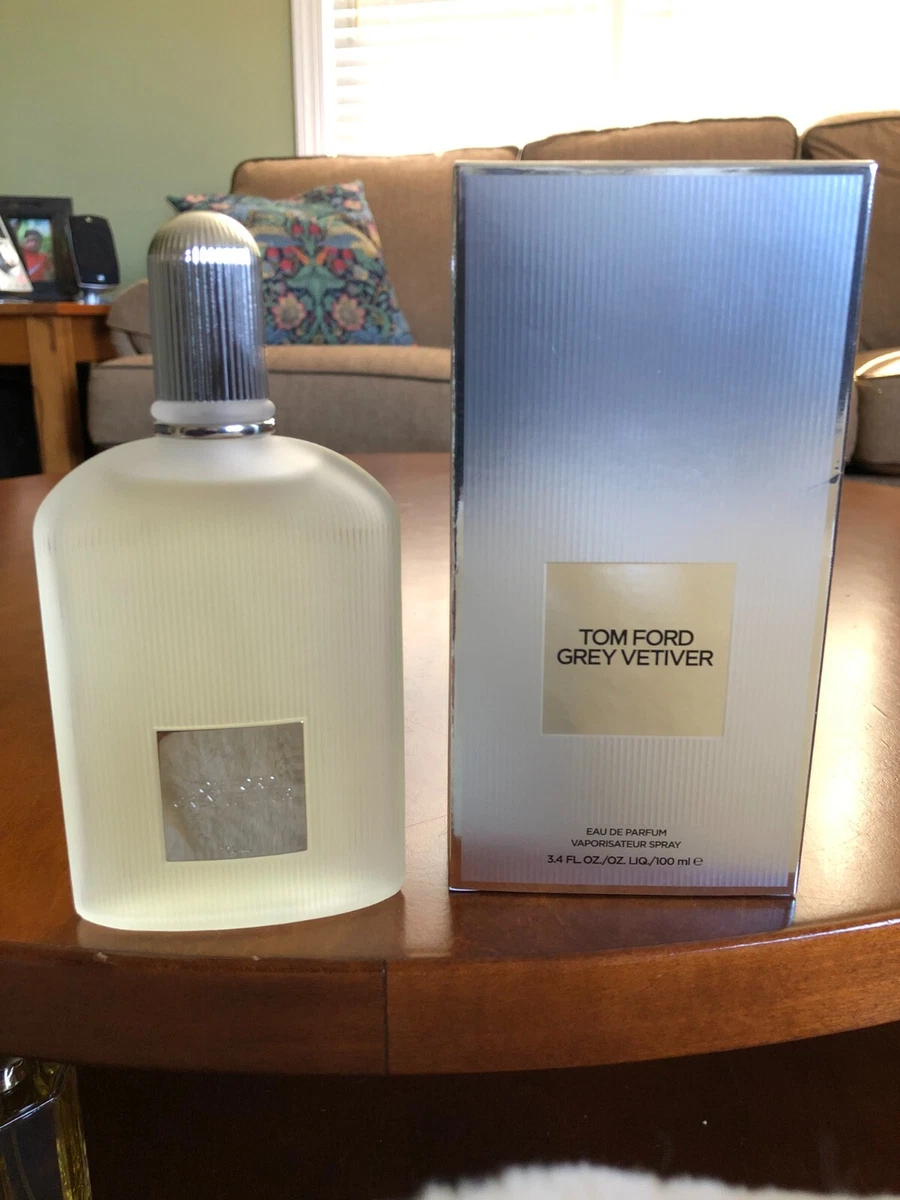 TOM FORD
GREY VETIVER
EAU DE PARFUM
VAPORISATEUR SPRAY
3.4 FL. OZ./OZ. LIQ./100 ml ℮